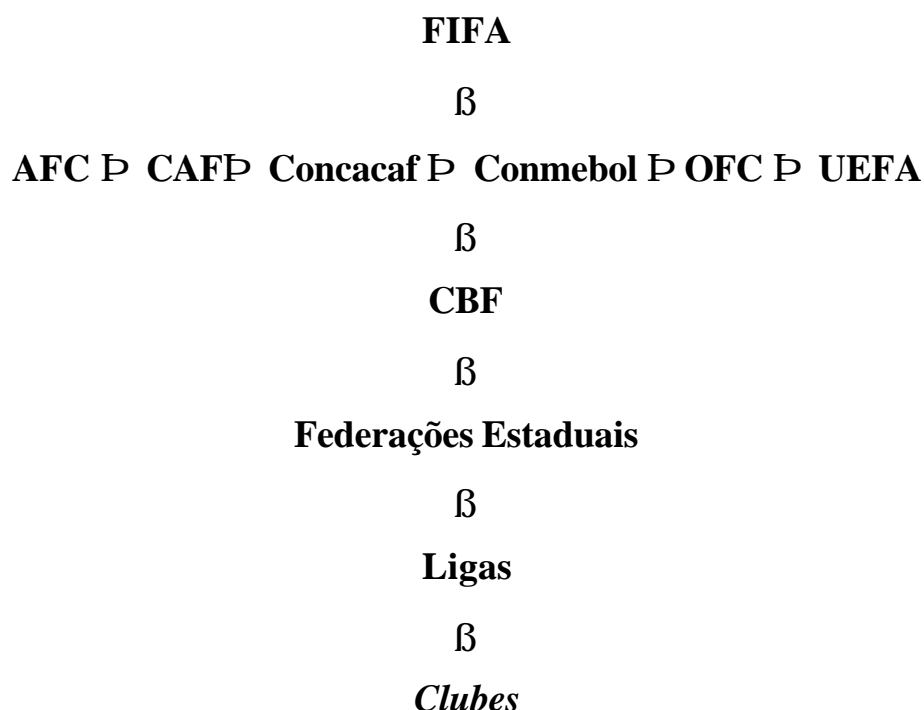 FIFA
ß
AFC Þ CAFÞ Concacaf Þ Conmebol Þ OFC Þ UEFA
ß
CBF
ß
Federações Estaduais
ß
Ligas
ß
Clubes